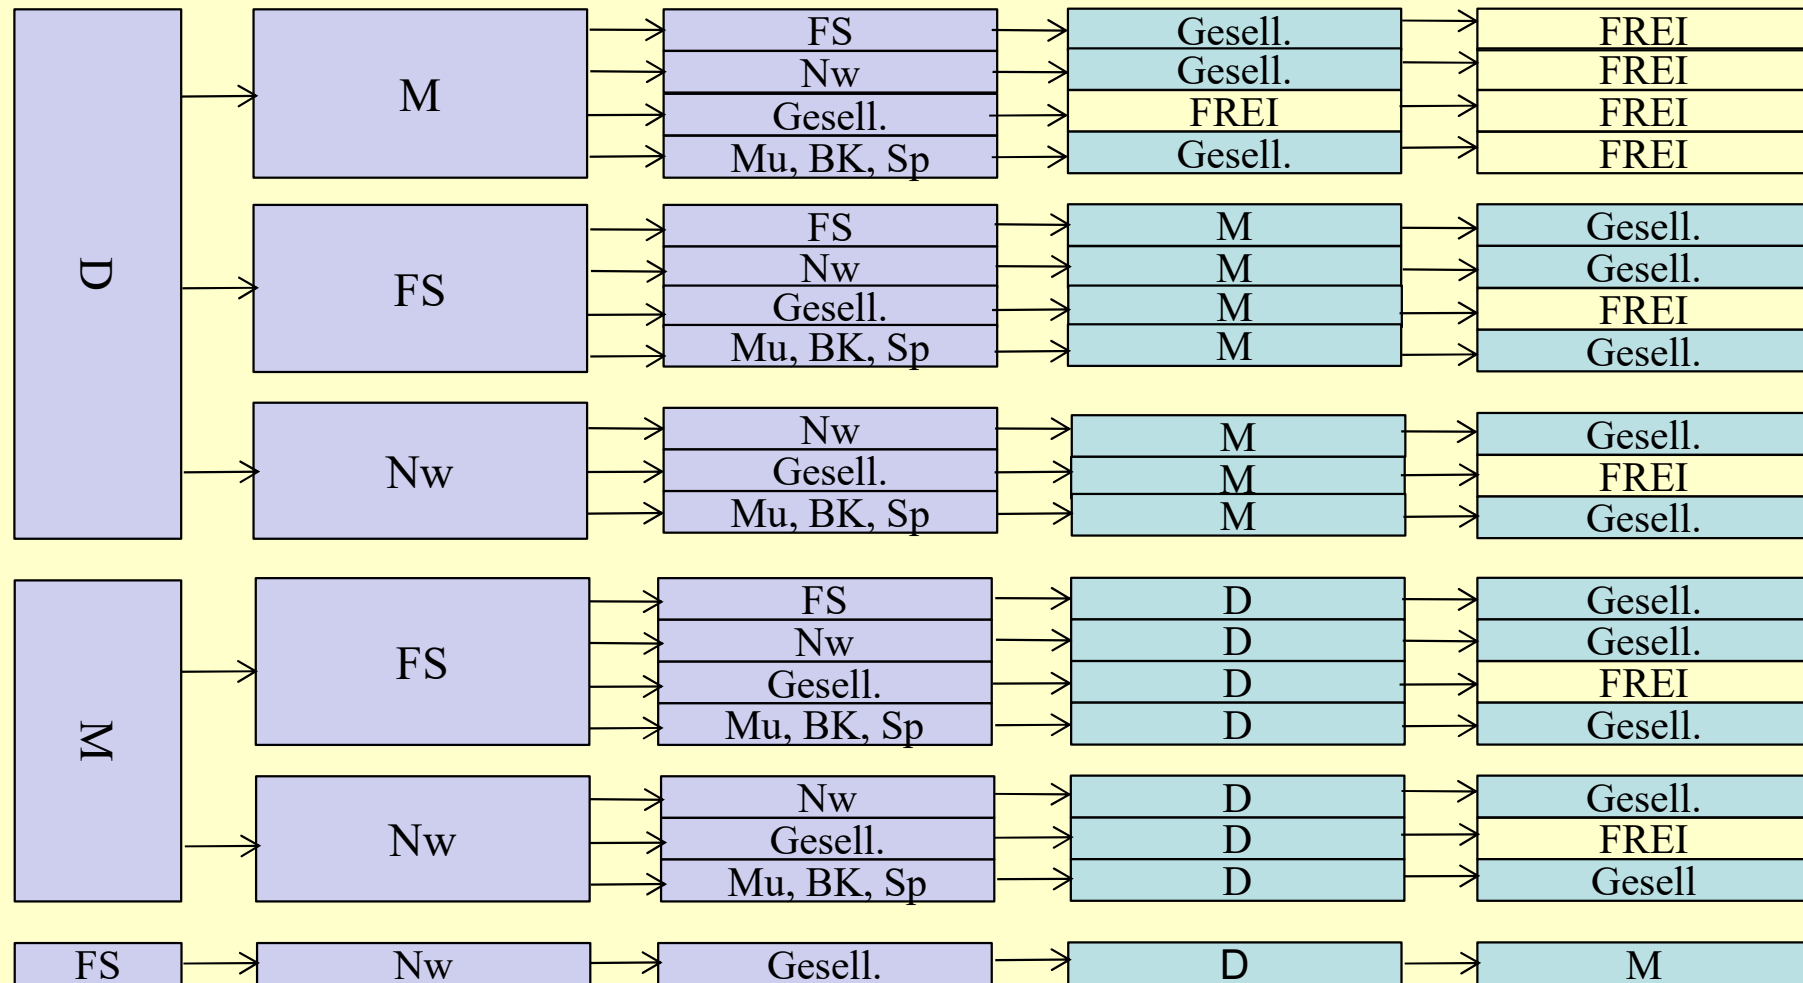 D
M
FS
Gesell.
FREI
Nw
Gesell.
FREI
Gesell.
FREI
FREI
Mu, BK, Sp
Gesell.
FREI
FS
FS
M
Gesell.
Nw
M
Gesell.
Gesell.
M
FREI
Mu, BK, Sp
M
Gesell.
Nw
Nw
M
Gesell.
Gesell.
M
FREI
Mu, BK, Sp
M
Gesell.
M
FS
FS
D
Gesell.
Nw
D
Gesell.
Gesell.
D
FREI
Mu, BK, Sp
D
Gesell.
Nw
Nw
D
Gesell.
Gesell.
D
FREI
Mu, BK, Sp
D
Gesell
FS
Nw
Gesell.
D
M